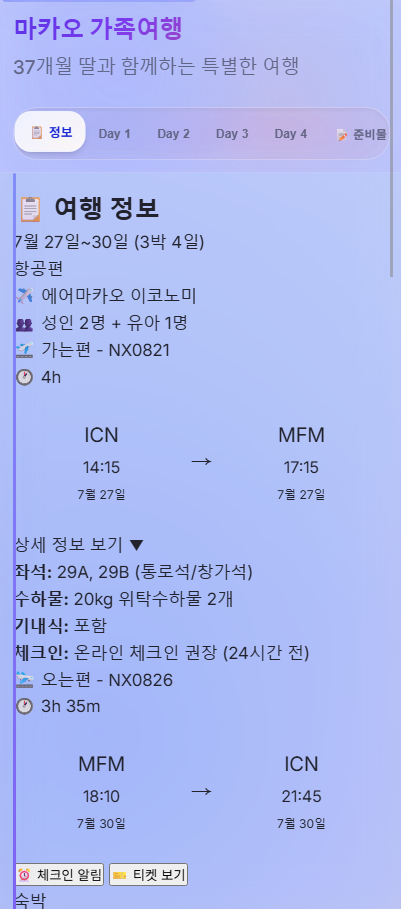 마카오 가족여행
37개월 딸과 함께하는 특별한 여행
📋 정보 Day 1 Day 2 Day 3 Day 4 📝 준비물
📋 여행 정보
7월 27일~30일 (3박 4일)
항공편
✈️ 에어마카오 이코노미
👥 성인 2명 + 유아 1명
🛫 가는편 - NX0821
🕐 4h
ICN → MFM
14:15 17:15
7월 27일 7월 27일
상세 정보 보기 ▼
좌석: 29A, 29B (통로석/창가석)
수하물: 20kg 위탁수하물 2개
기내식: 포함
체크인: 온라인 체크인 권장 (24시간 전)
🛬 오는편 - NX0826
🕐 3h 35m
MFM → ICN
18:10 21:45
7월 30일 7월 30일
⏰ 체크인 알림 🎫 티켓 보기
숙박